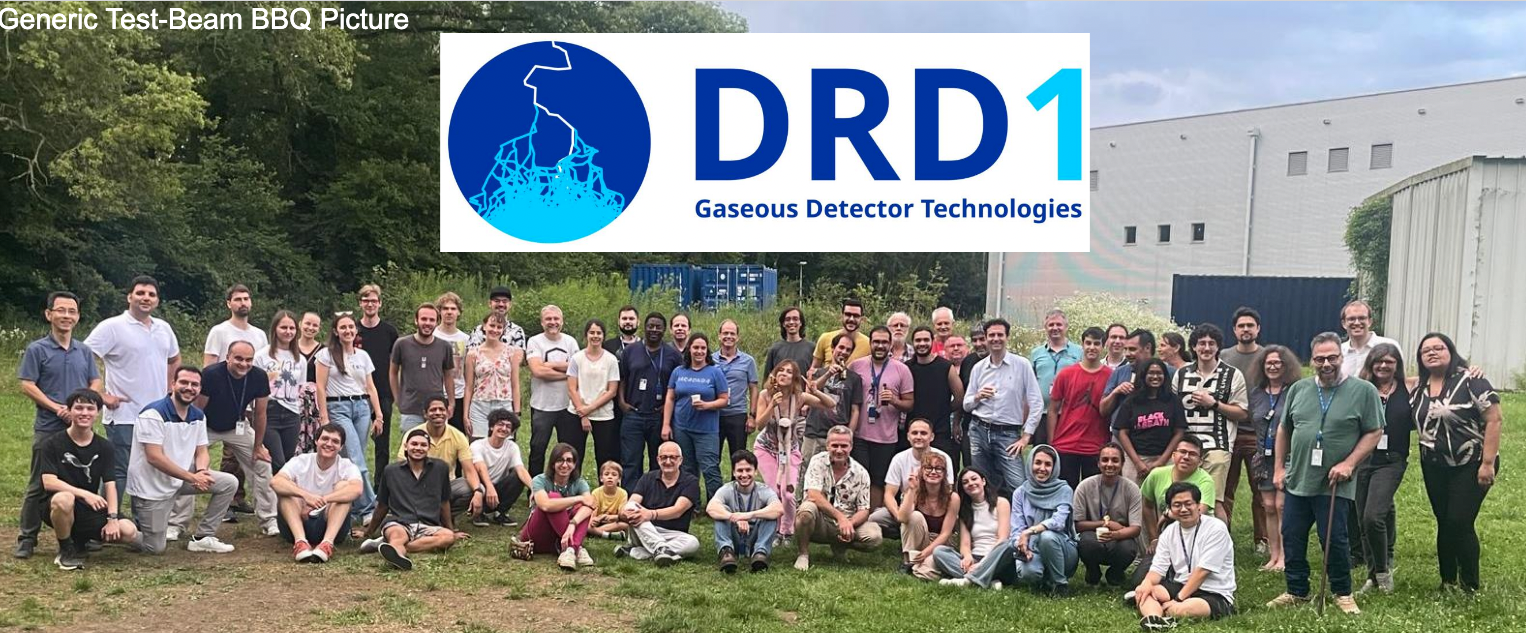 Generic Test-Beam BBQ Picture
DRD1
Gaseous Detector Technologies